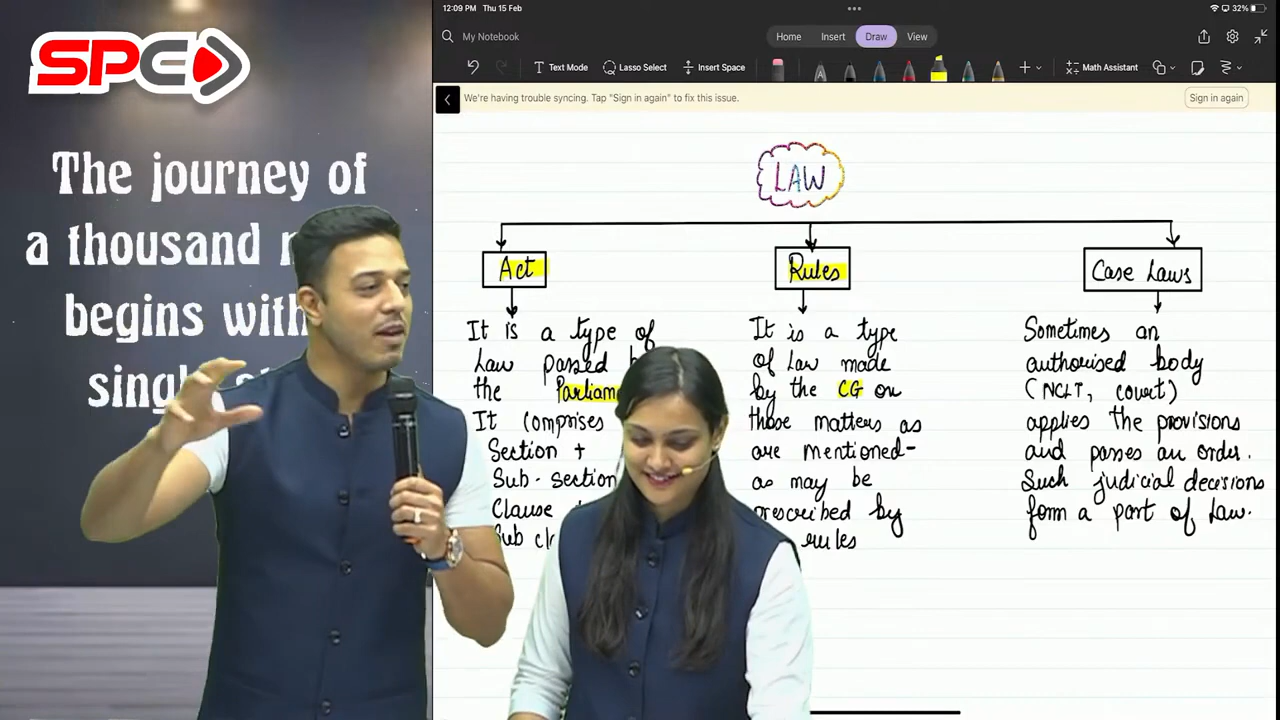 12:09 PM Thu 15 Feb
32%
My Notebook
Home Insert Draw View
Text Mode Lasso Select Insert Space Math Assistant
We're having trouble syncing. Tap "Sign in again" to fix this issue.
Sign in again
SPC
The journey of
a thousand
begins with
LAW
Act
It is a type of
Law passed
the
It comprises
Section +
Sub-section
Clause
Sub
Rules
It is a type
of Law made
by the CG on
those matters as
are mentioned-
as may be
prescribed by
rules
Case Laws
Sometimes an
authorised body
(NCLT, court)
applies the provisions
and passes an order.
Such judicial decisions
form a part of Law.